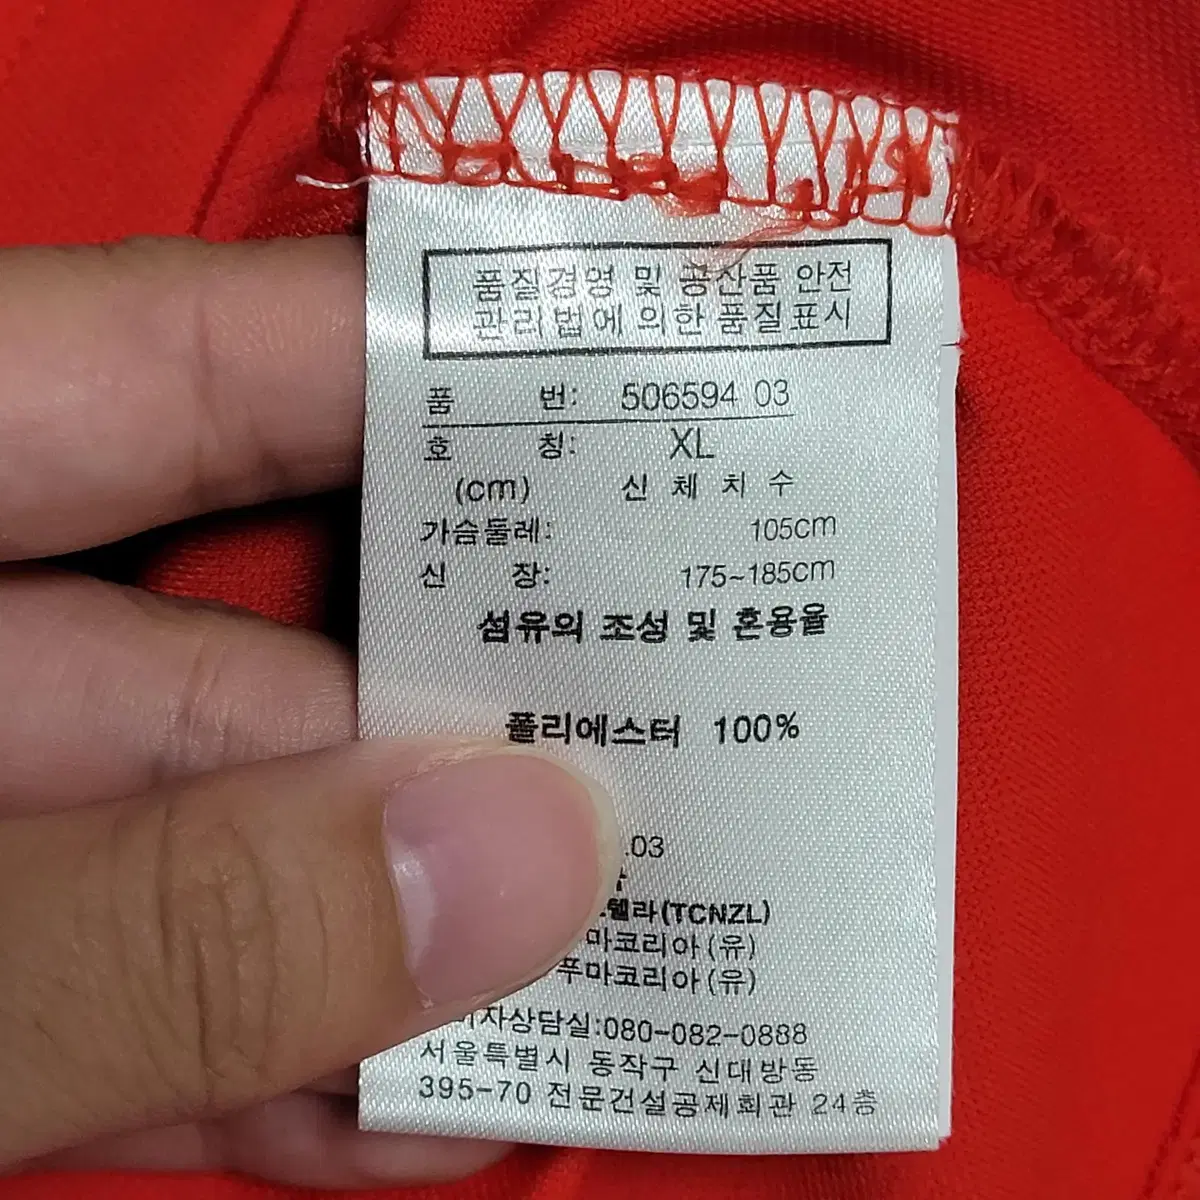 품질경영 및 공산품 안전
관리법에 의한 품질표시
품 번: 506594 03
호 칭: XL
(cm) 신 체 치 수
가슴둘레: 105cm
신 장: 175~185cm
섬유의 조성 및 혼용율
폴리에스터 100%
.03
텔라(TCNZL)
마코리아(유)
푸마코리아(유)
자상담실:080-082-0888
서울특별시 동작구 신대방동
395-70 전문건설공제회관 24층